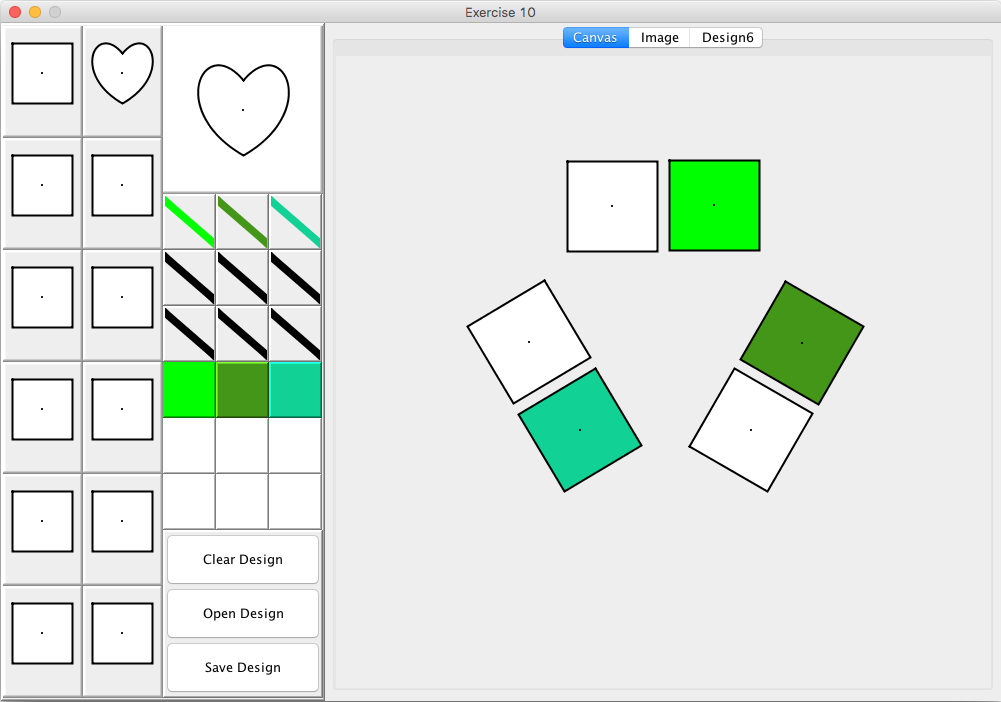 Exercise 10
Canvas Image Design6
Clear Design
Open Design
Save Design